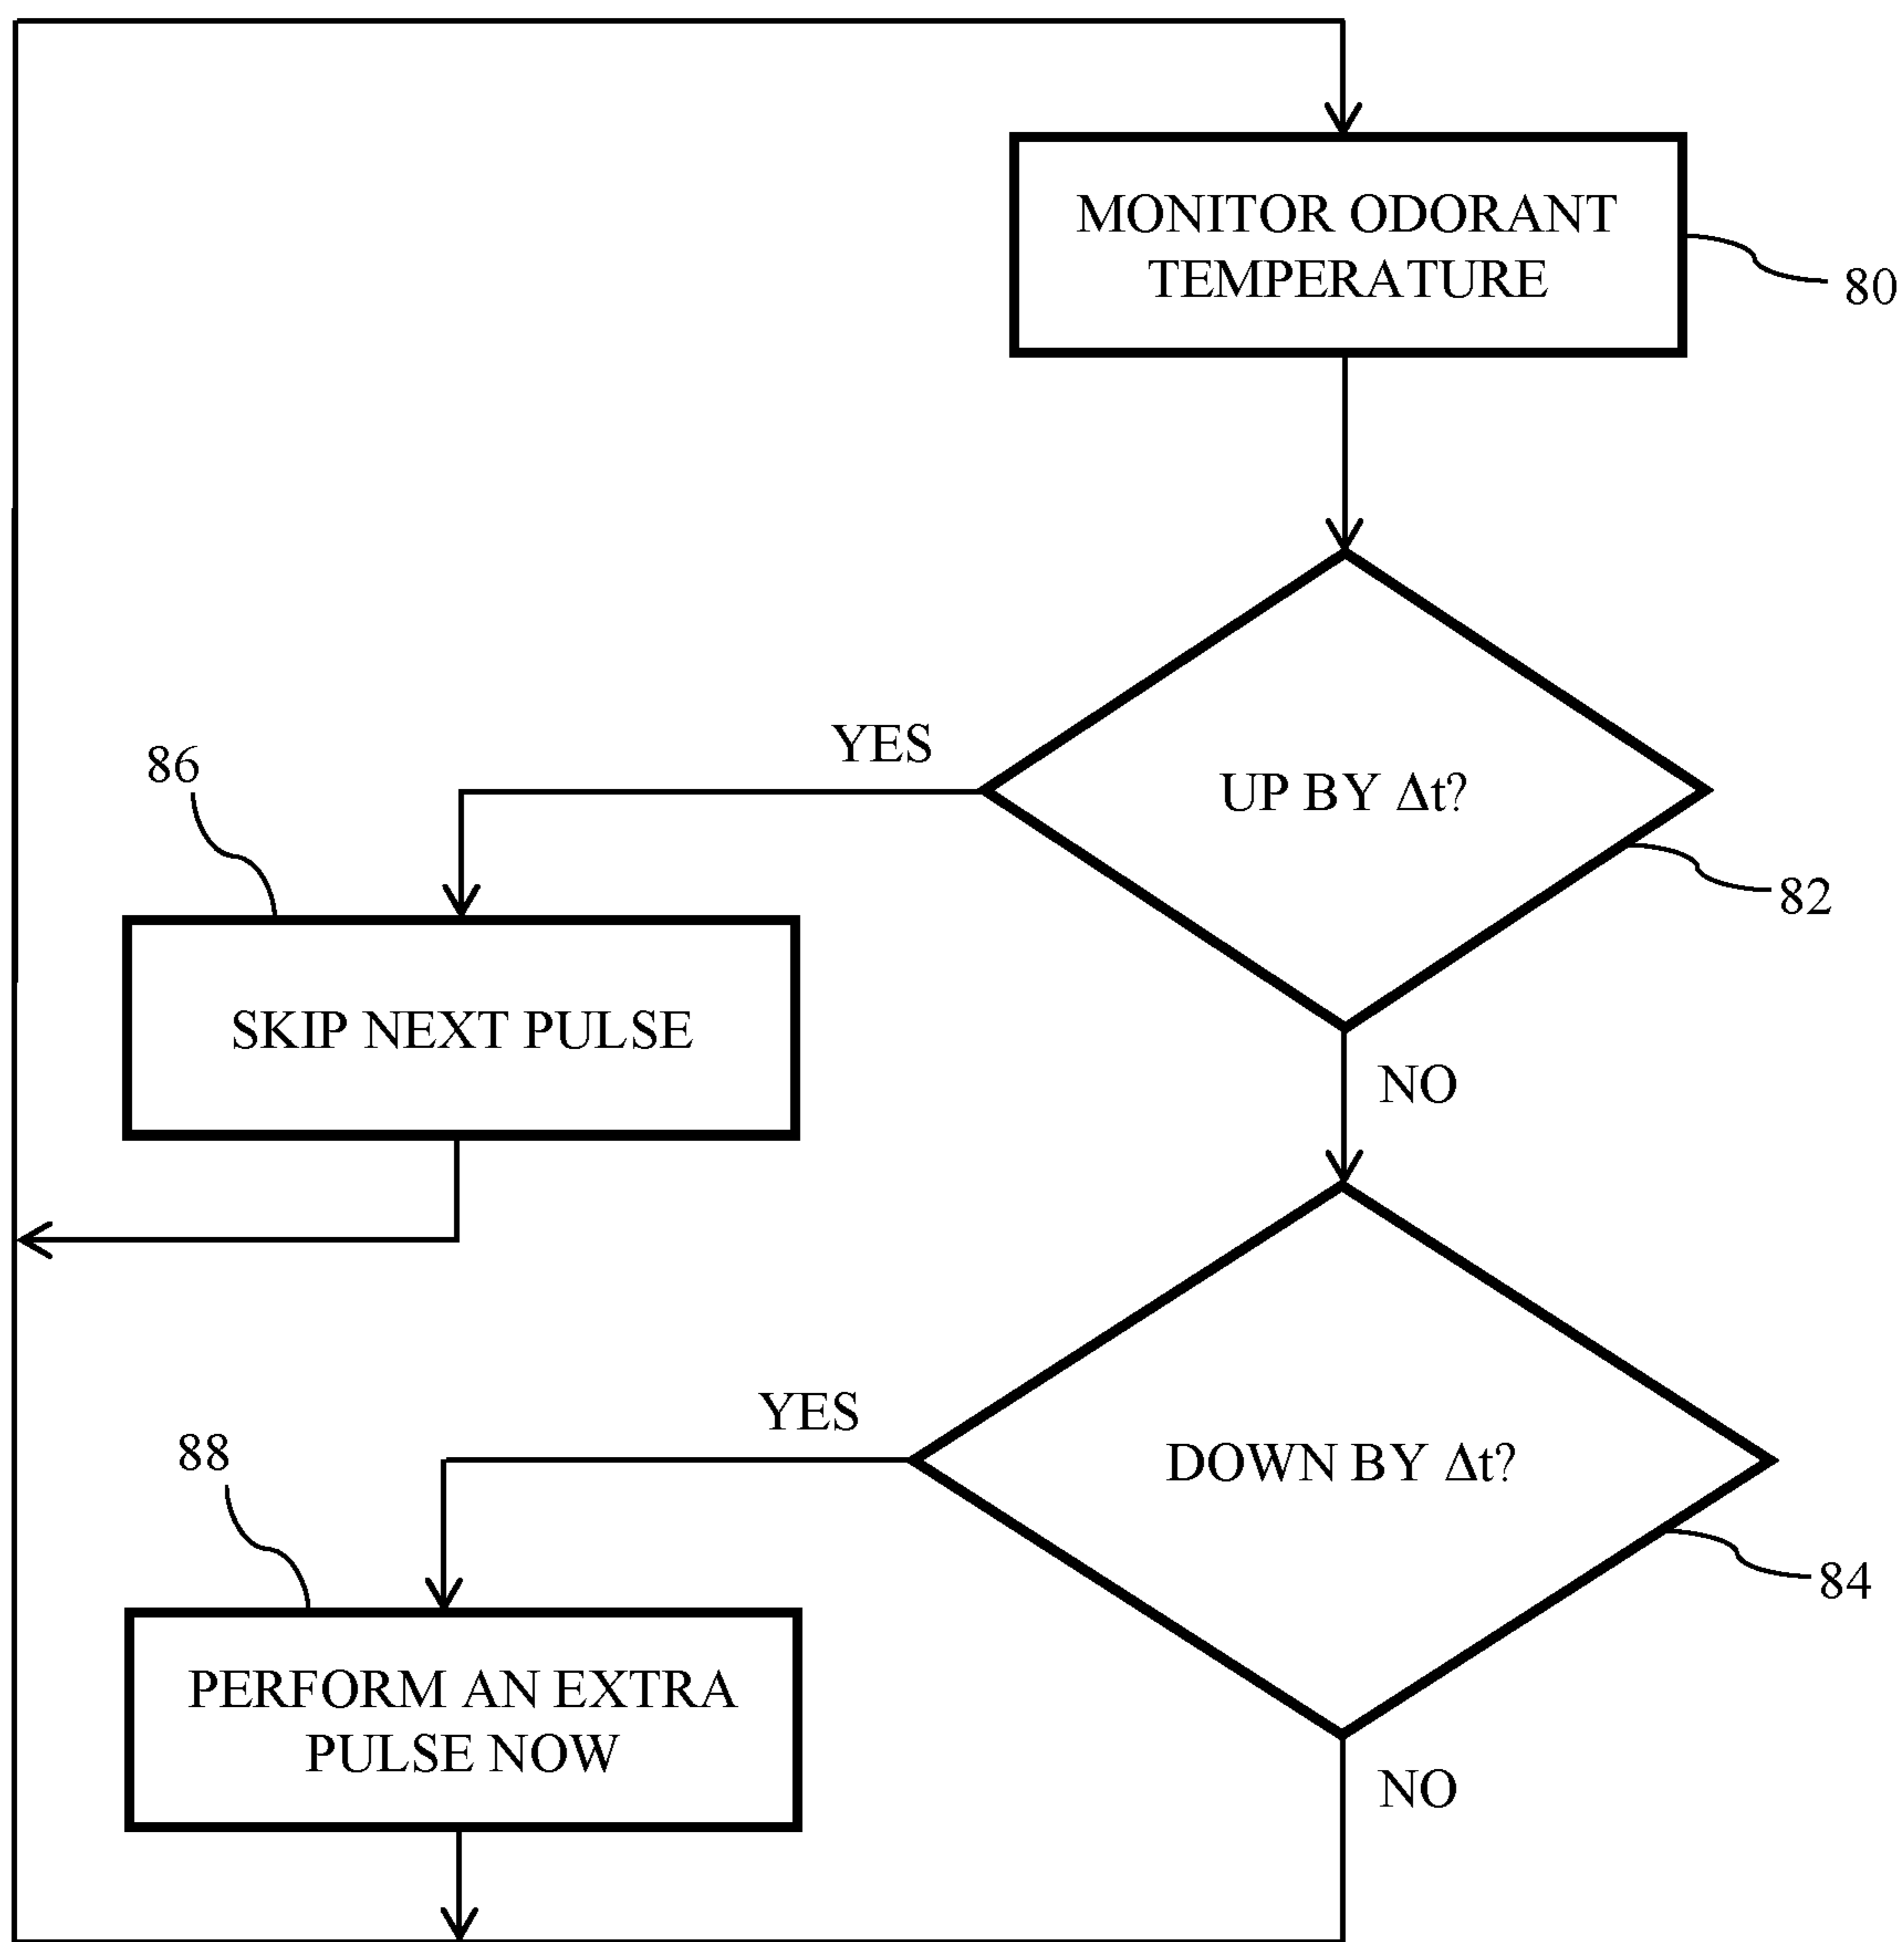 MONITOR ODORANT
TEMPERATURE
80
YES
UP BY Δt?
86
82
SKIP NEXT PULSE
NO
YES
DOWN BY Δt?
88
84
PERFORM AN EXTRA
PULSE NOW
NO